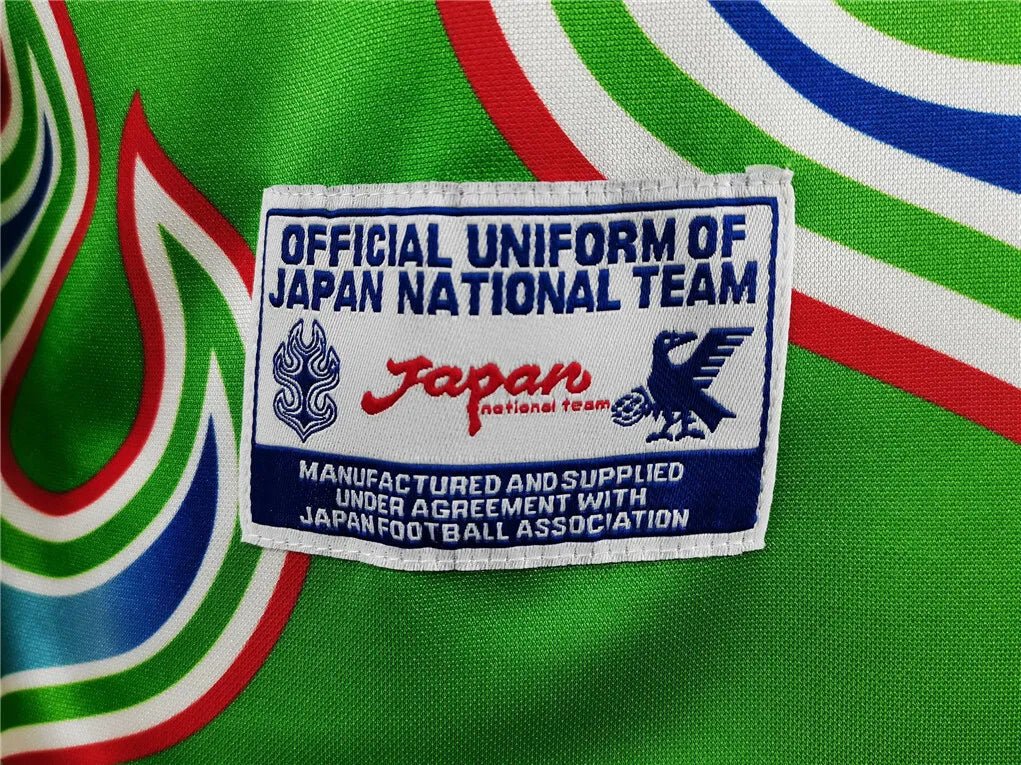 OFFICIAL UNIFORM OF
JAPAN NATIONAL TEAM
Japan
national team
MANUFACTURED AND SUPPLIED
UNDER AGREEMENT WITH
JAPAN FOOTBALL ASSOCIATION